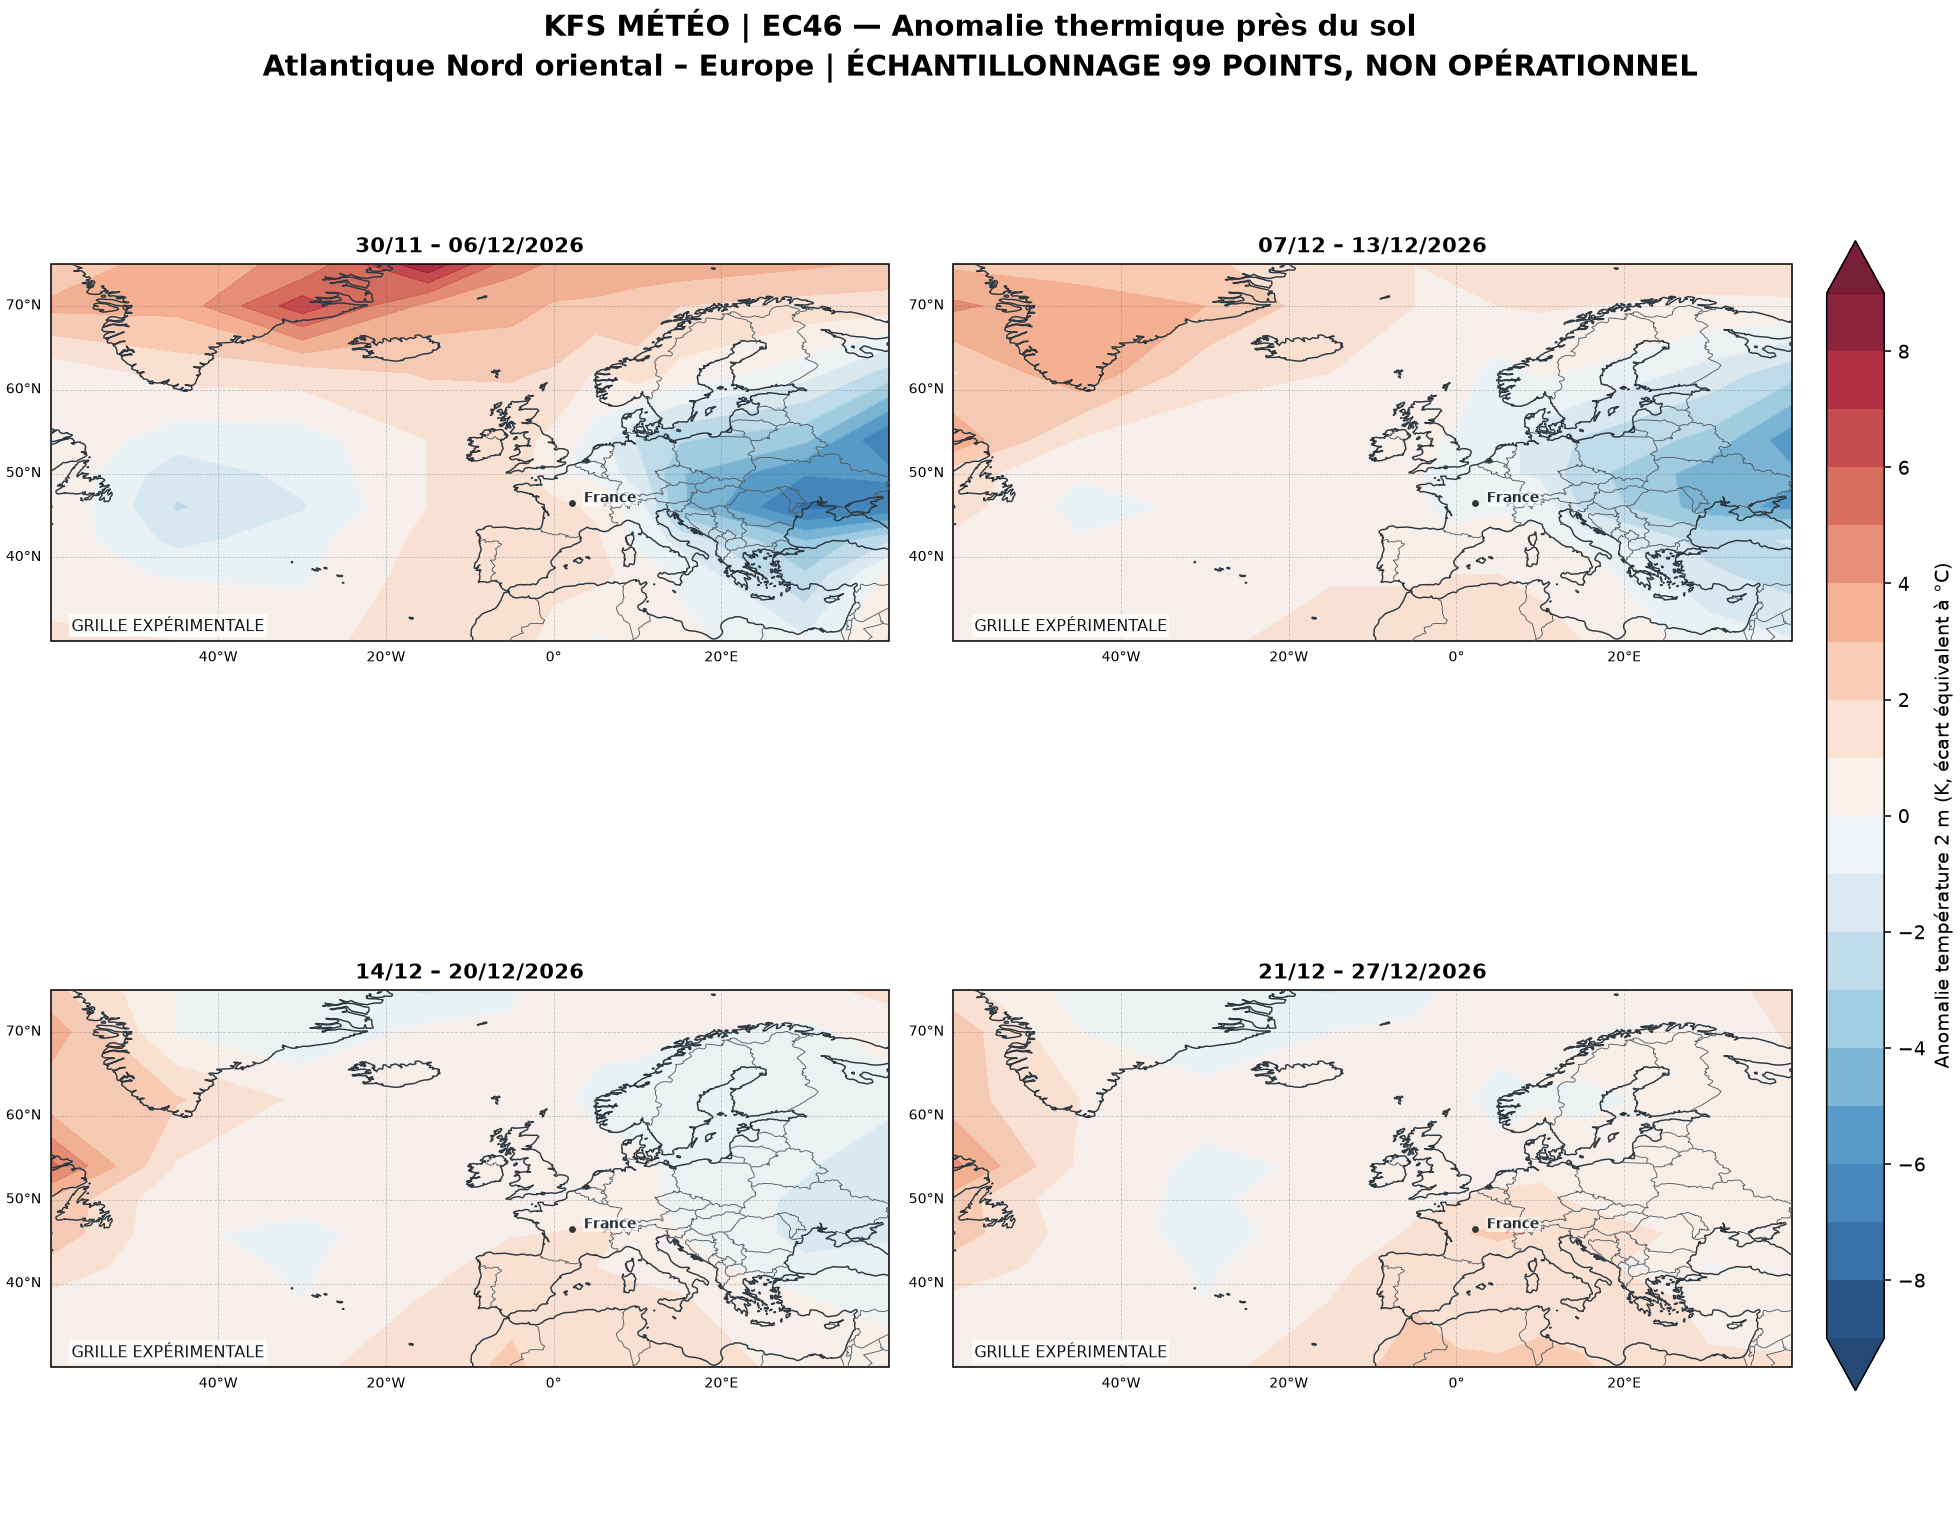 KFS MÉTÉO | EC46 — Anomalie thermique près du sol
Atlantique Nord oriental – Europe | ÉCHANTILLONNAGE 99 POINTS, NON OPÉRATIONNEL
30/11 – 06/12/2026
70°N
60°N
50°N
40°N
France
GRILLE EXPÉRIMENTALE
40°W 20°W 0° 20°E
07/12 – 13/12/2026
70°N
60°N
50°N
40°N
France
GRILLE EXPÉRIMENTALE
40°W 20°W 0° 20°E
14/12 – 20/12/2026
70°N
60°N
50°N
40°N
France
GRILLE EXPÉRIMENTALE
40°W 20°W 0° 20°E
21/12 – 27/12/2026
70°N
60°N
50°N
40°N
France
GRILLE EXPÉRIMENTALE
40°W 20°W 0° 20°E
8
6
4
2
0
−2
−4
−6
−8
Anomalie température 2 m (K, écart équivalent à °C)